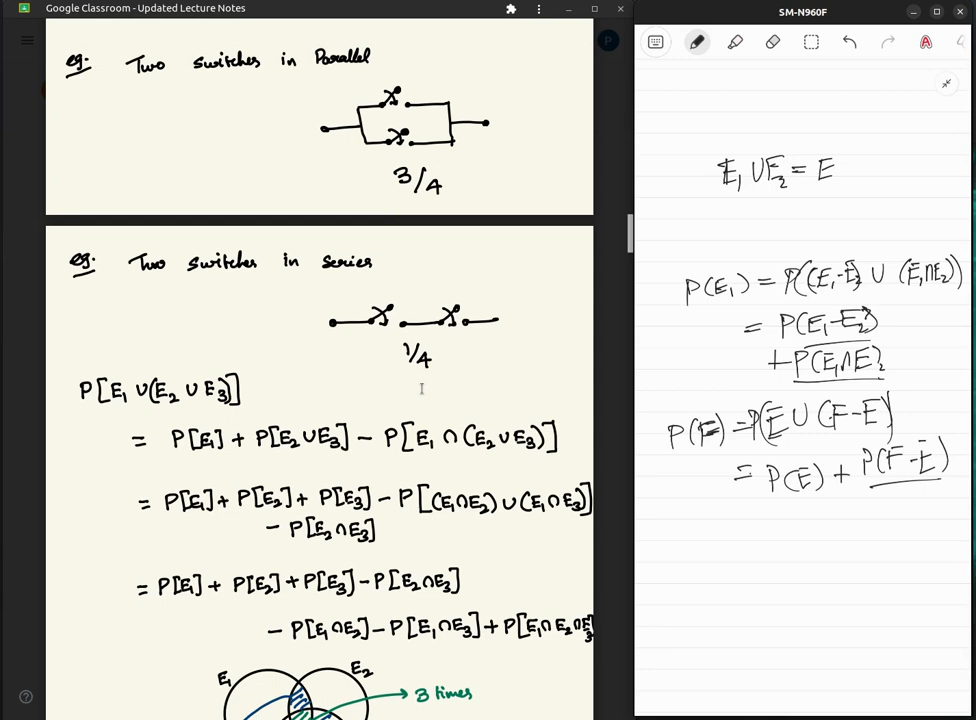 Google Classroom - Updated Lecture Notes
SM-N960F
eg. Two switches in Parallel
3/4
eg. Two switches in series
1/4
P[E1 ∪ (E2 ∪ E3)]
= P[E1] + P[E2 ∪ E3] - P[E1 ∩ (E2 ∪ E3)]
= P[E1] + P[E2] + P[E3] - P[(E1 ∩ E2) ∪ (E1 ∩ E3)]
- P[E2 ∩ E3]
= P[E1] + P[E2] + P[E3] - P[E2 ∩ E3]
- P[E1 ∩ E2] - P[E1 ∩ E3] + P[E1 ∩ E2 ∩ E3
E1
E2
3 times
P
A
E1 ∪ E2 = E
P(E1) = P((E1 - E2) ∪ (E1 ∩ E2))
= P(E1 - E2)
+ P(E1 ∩ E2)
P(F) = P(E ∪ (F - E))
= P(E) + P(F - E)